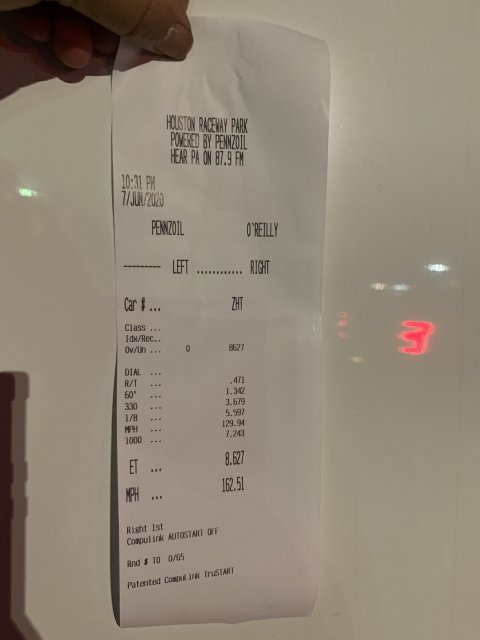 HOUSTON RACEWAY PARK
POWERED BY PENNZOIL
HEAR PA ON 87.9 FM
10:31 PM
7/JUN/2020
PENNZOIL O'REILLY
--------- LEFT ............ RIGHT
Car # ... ZHT
Class ...
Idx/Rec..
Ov/Un ... 0 8627
DIAL ...
R/T ... .471
60' ... 1.342
330 ... 3.679
1/8 ... 5.597
MPH ... 129.94
1000 ... 7.243
ET ... 8.627
MPH ... 162.51
Right 1st
Compulink AUTOSTART OFF
Rnd # TO 0/65
Patented CompuLink TruSTART